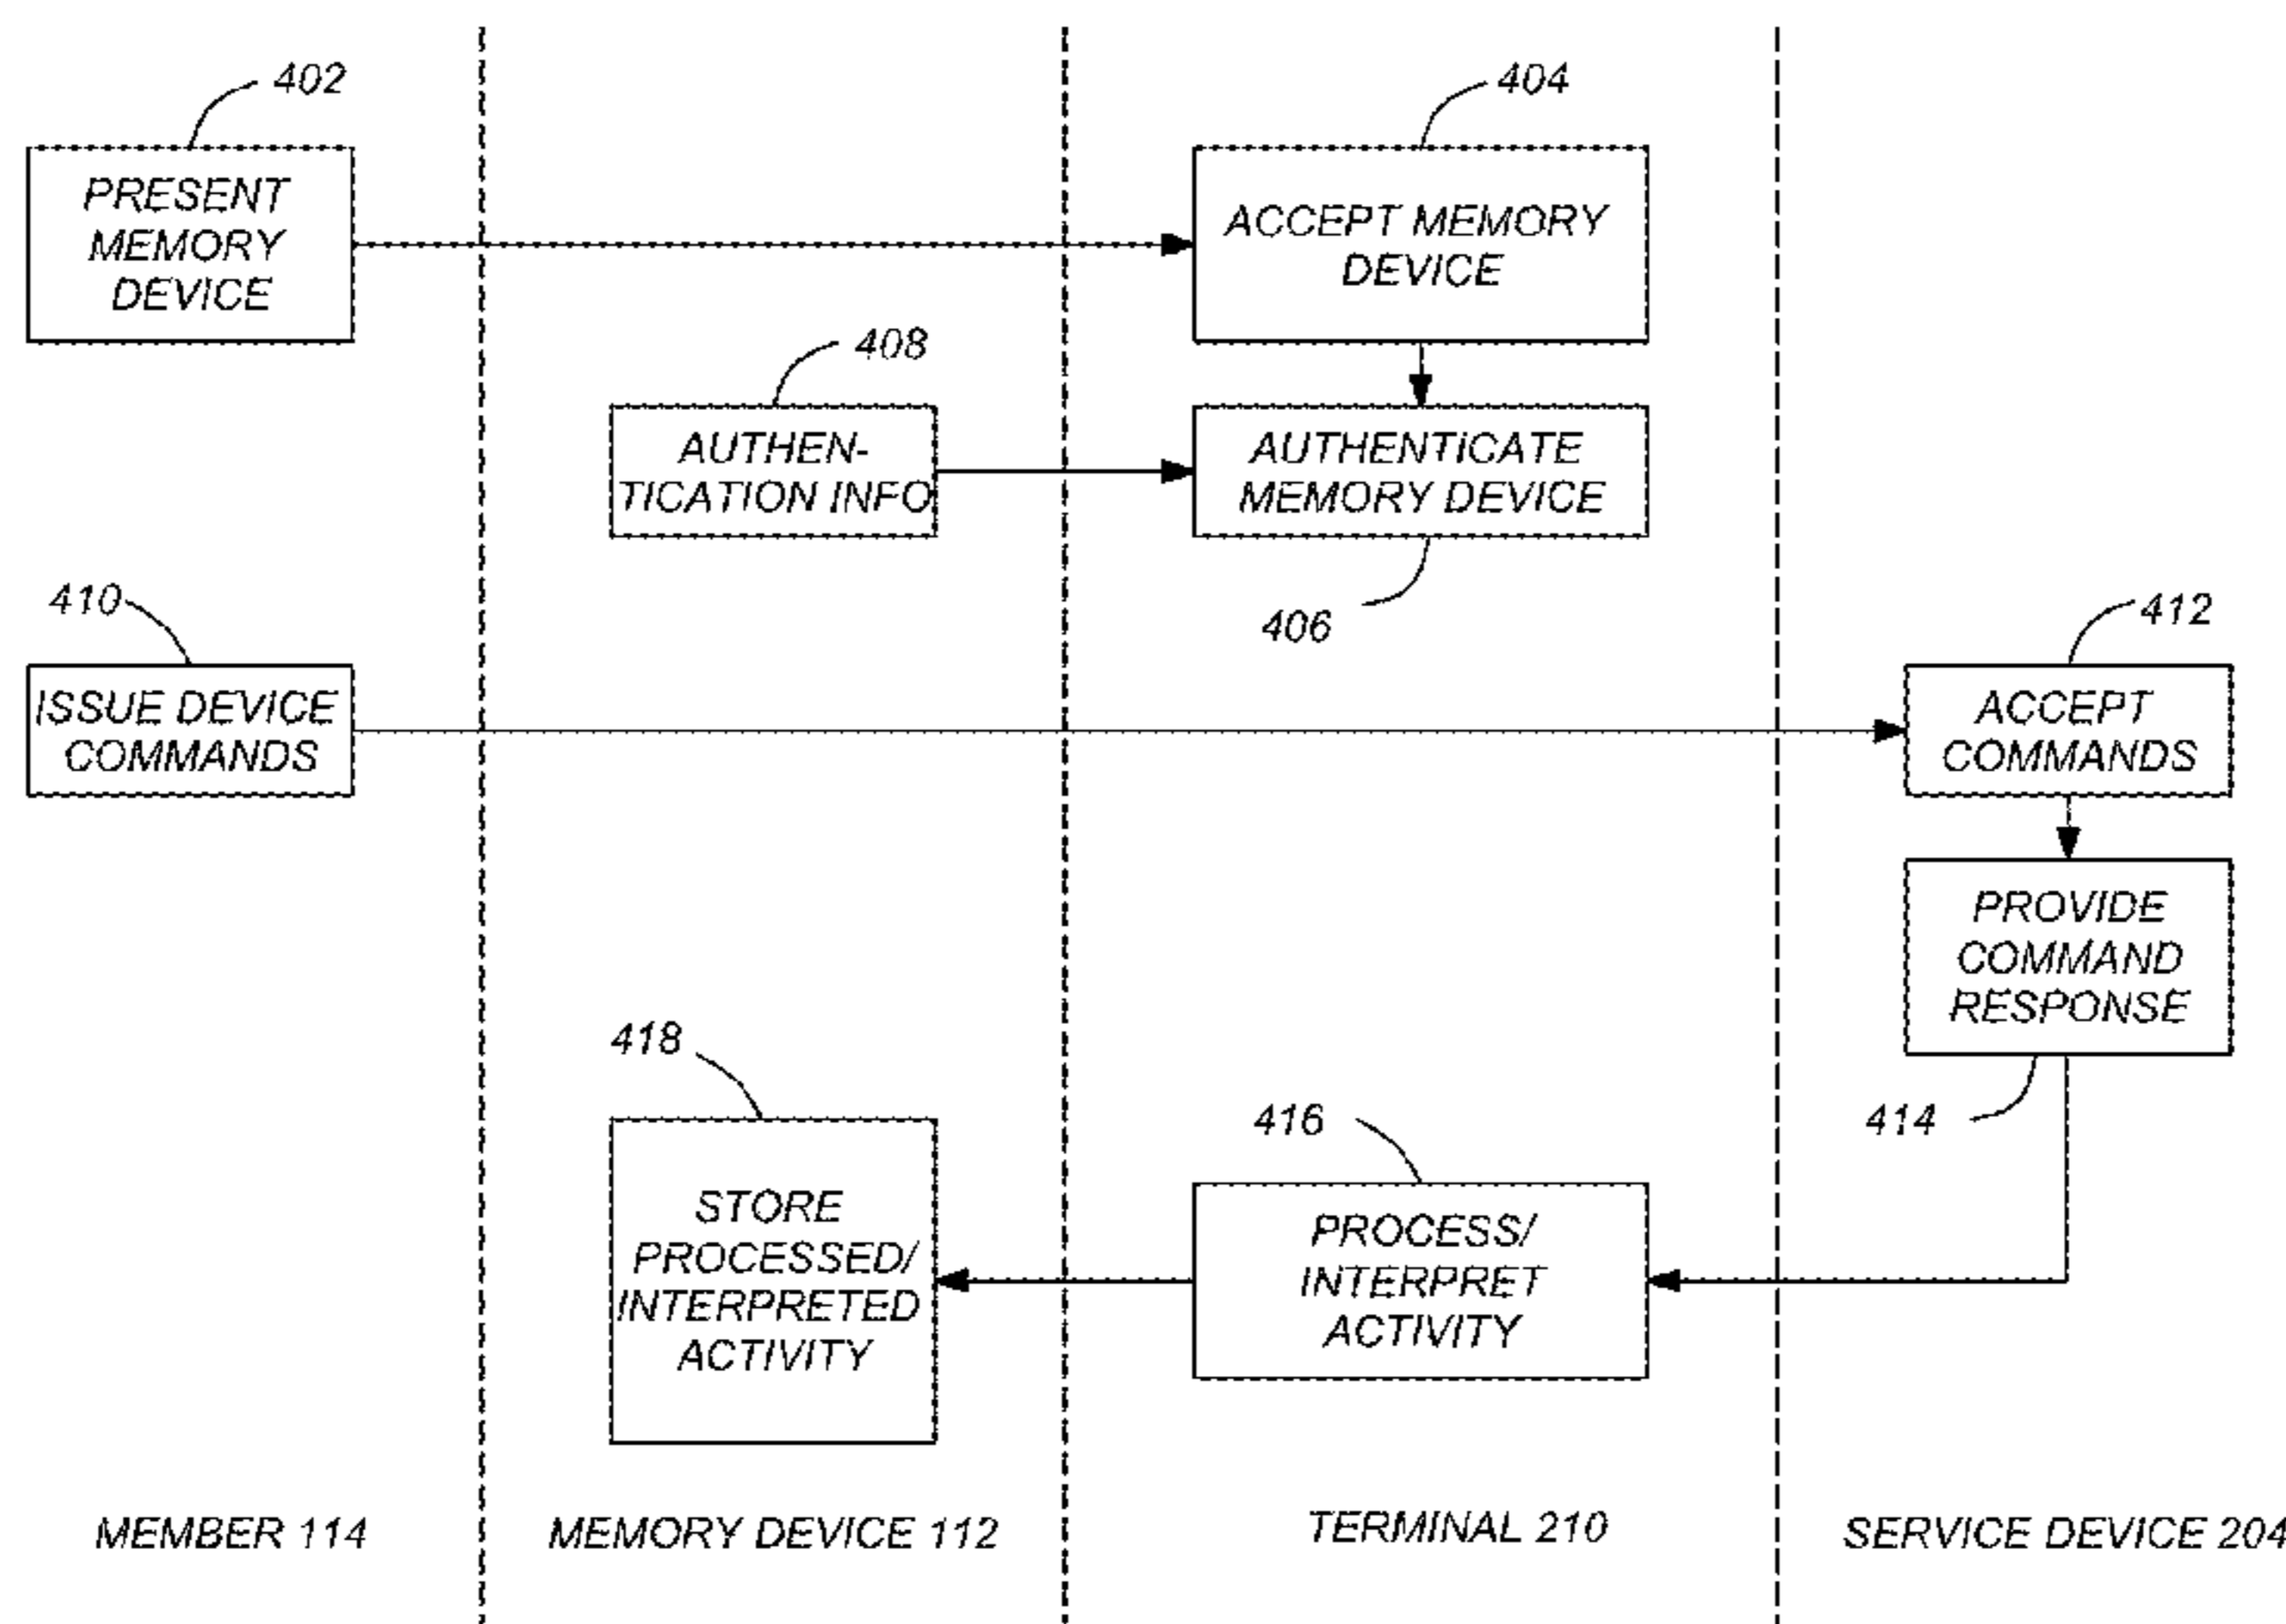 402
404
PRESENT
MEMORY
DEVICE
ACCEPT MEMORY
DEVICE
408
AUTHEN-
TICATION INFO
AUTHENTICATE
MEMORY DEVICE
406
410
412
ISSUE DEVICE
COMMANDS
ACCEPT
COMMANDS
PROVIDE
COMMAND
RESPONSE
414
418
416
STORE
PROCESSED/
INTERPRETED
ACTIVITY
PROCESS/
INTERPRET
ACTIVITY
MEMBER 114
MEMORY DEVICE 112
TERMINAL 210
SERVICE DEVICE 204